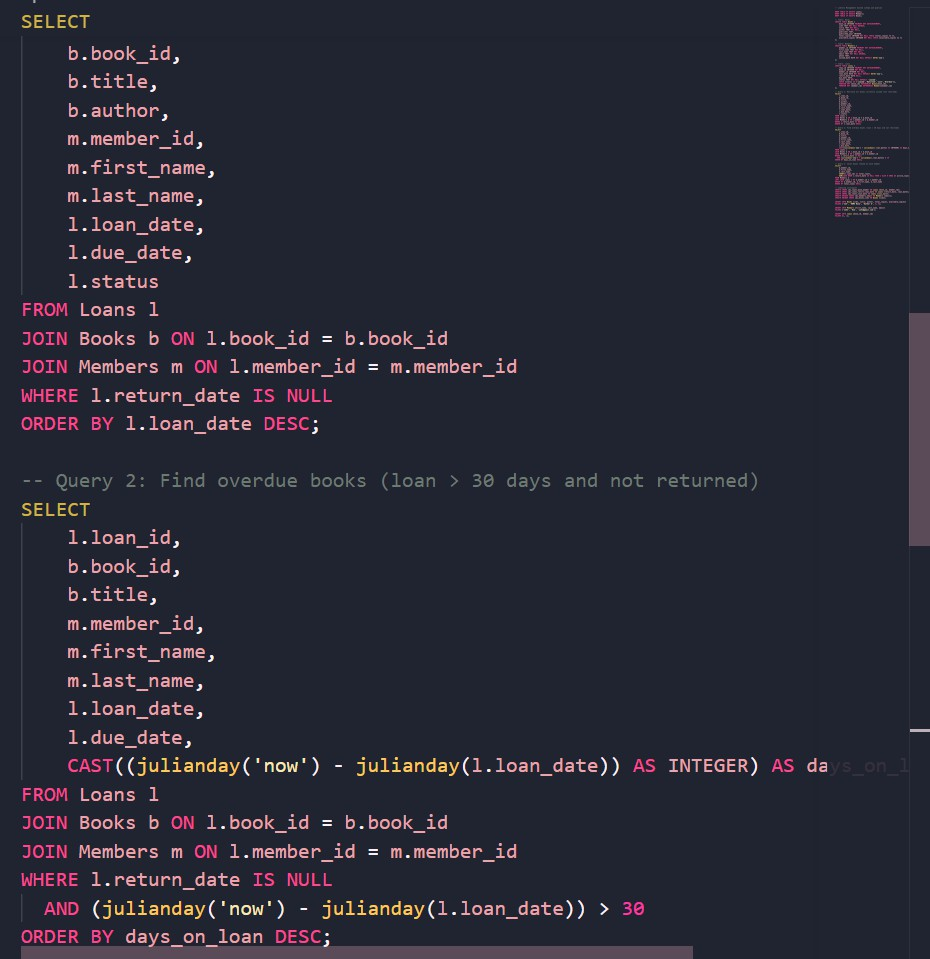 SELECT
    b.book_id,
    b.title,
    b.author,
    m.member_id,
    m.first_name,
    m.last_name,
    l.loan_date,
    l.due_date,
    l.status
FROM Loans l
JOIN Books b ON l.book_id = b.book_id
JOIN Members m ON l.member_id = m.member_id
WHERE l.return_date IS NULL
ORDER BY l.loan_date DESC;

-- Query 2: Find overdue books (loan > 30 days and not returned)
SELECT
    l.loan_id,
    b.book_id,
    b.title,
    m.member_id,
    m.first_name,
    m.last_name,
    l.loan_date,
    l.due_date,
    CAST((julianday('now') - julianday(l.loan_date)) AS INTEGER) AS days_on_l
FROM Loans l
JOIN Books b ON l.book_id = b.book_id
JOIN Members m ON l.member_id = m.member_id
WHERE l.return_date IS NULL
  AND (julianday('now') - julianday(l.loan_date)) > 30
ORDER BY days_on_loan DESC;